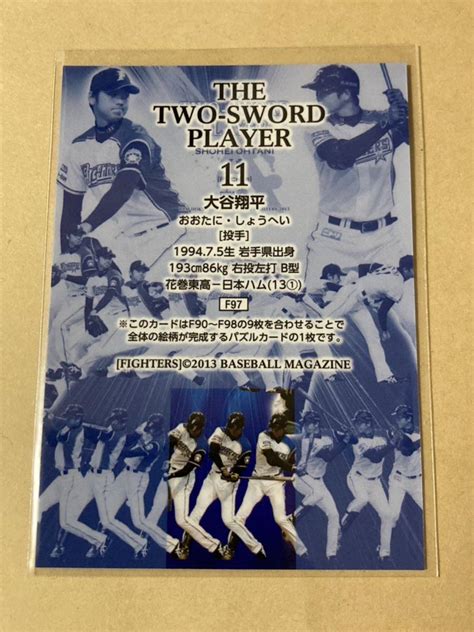 THE
TWO-SWORD
PLAYER
SHOHEI OHTANI
11
大谷翔平
おおたに・しょうへい
[投手]
1994.7.5生 岩手県出身
193cm86kg 右投左打 B型
花巻東高－日本ハム(13①)
F97
※このカードはF90～F98の9枚を合わせることで
全体の絵柄が完成するパズルカードの1枚です。
[FIGHTERS]©2013 BASEBALL MAGAZINE